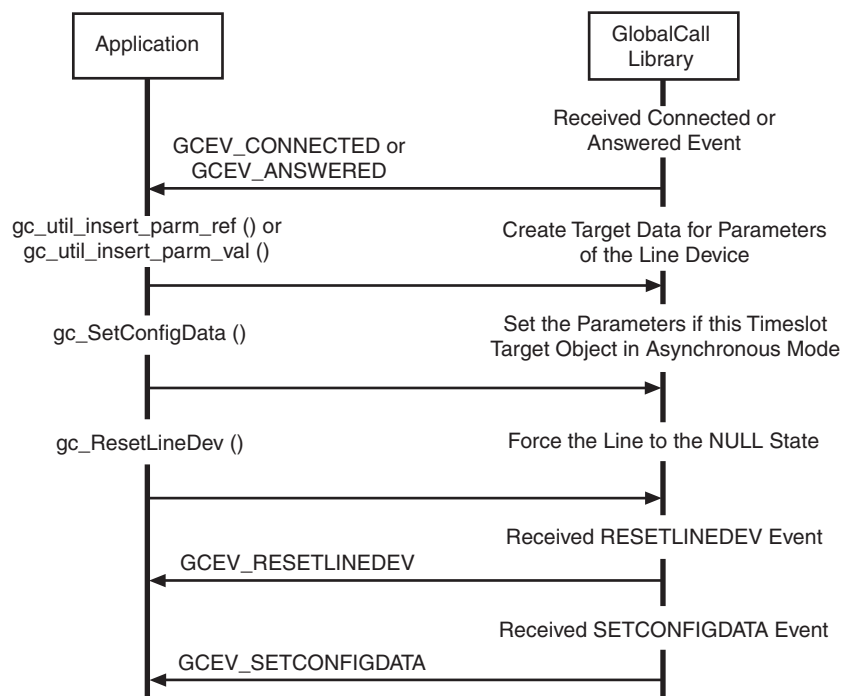 Application
GlobalCall
Library
Received Connected or
Answered Event
GCEV_CONNECTED or
GCEV_ANSWERED
gc_util_insert_parm_ref () or
gc_util_insert_parm_val ()
Create Target Data for Parameters
of the Line Device
gc_SetConfigData ()
Set the Parameters if this Timeslot
Target Object in Asynchronous Mode
gc_ResetLineDev ()
Force the Line to the NULL State
Received RESETLINEDEV Event
GCEV_RESETLINEDEV
Received SETCONFIGDATA Event
GCEV_SETCONFIGDATA